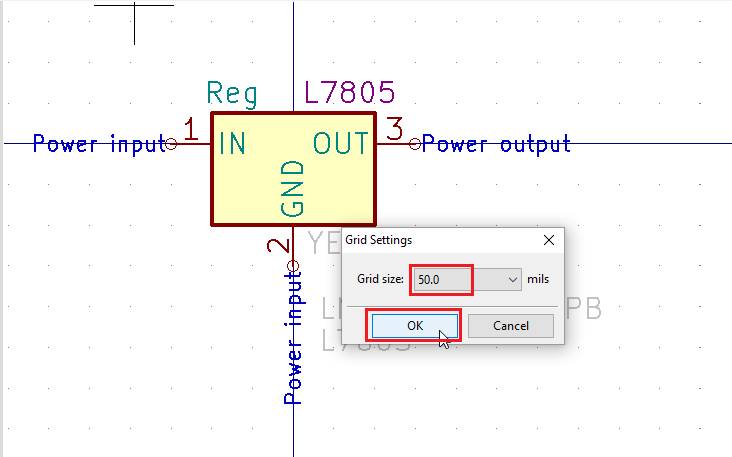 Reg L7805
1 3
Power input IN OUT Power output
GND
2
YE
Grid Settings
Grid size: 50.0 mils
OK Cancel
PB
Power input